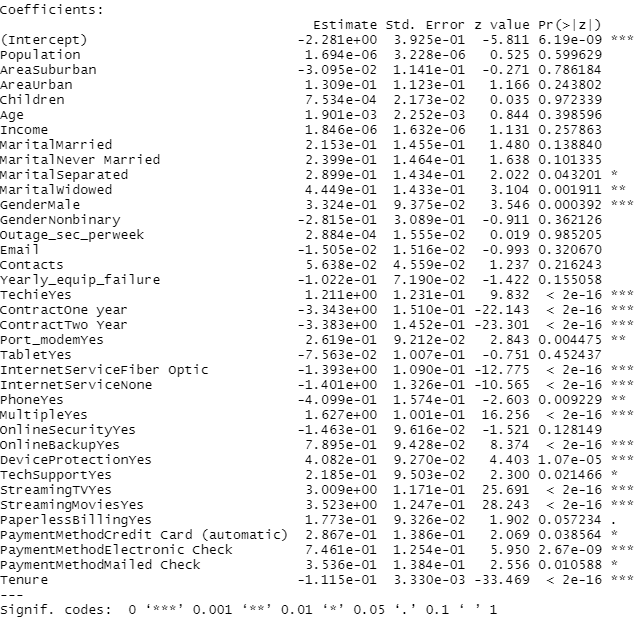 Coefficients:
Estimate Std. Error z value Pr(>|z|)
(Intercept) -2.281e+00 3.925e-01 -5.811 6.19e-09 ***
Population 1.694e-06 3.228e-06 0.525 0.599629
AreaSuburban -3.095e-02 1.141e-01 -0.271 0.786184
AreaUrban 1.309e-01 1.123e-01 1.166 0.243802
Children 7.534e-04 2.173e-02 0.035 0.972339
Age 1.901e-03 2.252e-03 0.844 0.398596
Income 1.846e-06 1.632e-06 1.131 0.257863
MaritalMarried 2.153e-01 1.455e-01 1.480 0.138840
MaritalNever Married 2.399e-01 1.464e-01 1.638 0.101335
MaritalSeparated 2.899e-01 1.434e-01 2.022 0.043201 *
MaritalWidowed 4.449e-01 1.433e-01 3.104 0.001911 **
GenderMale 3.324e-01 9.375e-02 3.546 0.000392 ***
GenderNonbinary -2.815e-01 3.089e-01 -0.911 0.362126
Outage_sec_perweek 2.884e-04 1.555e-02 0.019 0.985205
Email -1.505e-02 1.516e-02 -0.993 0.320670
Contacts 5.638e-02 4.559e-02 1.237 0.216243
Yearly_equip_failure -1.022e-01 7.190e-02 -1.422 0.155058
TechieYes 1.211e+00 1.231e-01 9.832 < 2e-16 ***
ContractOne year -3.343e+00 1.510e-01 -22.143 < 2e-16 ***
ContractTwo Year -3.383e+00 1.452e-01 -23.301 < 2e-16 ***
Port_modemYes 2.619e-01 9.212e-02 2.843 0.004475 **
TabletYes -7.563e-02 1.007e-01 -0.751 0.452437
InternetServiceFiber Optic -1.393e+00 1.090e-01 -12.775 < 2e-16 ***
InternetServiceNone -1.401e+00 1.326e-01 -10.565 < 2e-16 ***
PhoneYes -4.099e-01 1.574e-01 -2.603 0.009229 **
MultipleYes 1.627e+00 1.001e-01 16.256 < 2e-16 ***
OnlineSecurityYes -1.463e-01 9.616e-02 -1.521 0.128149
OnlineBackupYes 7.895e-01 9.428e-02 8.374 < 2e-16 ***
DeviceProtectionYes 4.082e-01 9.270e-02 4.403 1.07e-05 ***
TechSupportYes 2.185e-01 9.503e-02 2.300 0.021466 *
StreamingTVYes 3.009e+00 1.171e-01 25.691 < 2e-16 ***
StreamingMoviesYes 3.523e+00 1.247e-01 28.243 < 2e-16 ***
PaperlessBillingYes 1.773e-01 9.326e-02 1.902 0.057234 .
PaymentMethodCredit Card (automatic) 2.867e-01 1.386e-01 2.069 0.038564 *
PaymentMethodElectronic Check 7.461e-01 1.254e-01 5.950 2.67e-09 ***
PaymentMethodMailed Check 3.536e-01 1.384e-01 2.556 0.010588 *
Tenure -1.115e-01 3.330e-03 -33.469 < 2e-16 ***
---
Signif. codes: 0 ‘***’ 0.001 ‘**’ 0.01 ‘*’ 0.05 ‘.’ 0.1 ‘ ’ 1